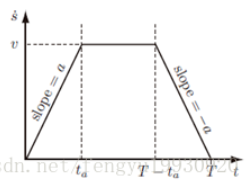 ṡ
v
slope = a
slope = −a
t_a
T − t_a
T
t